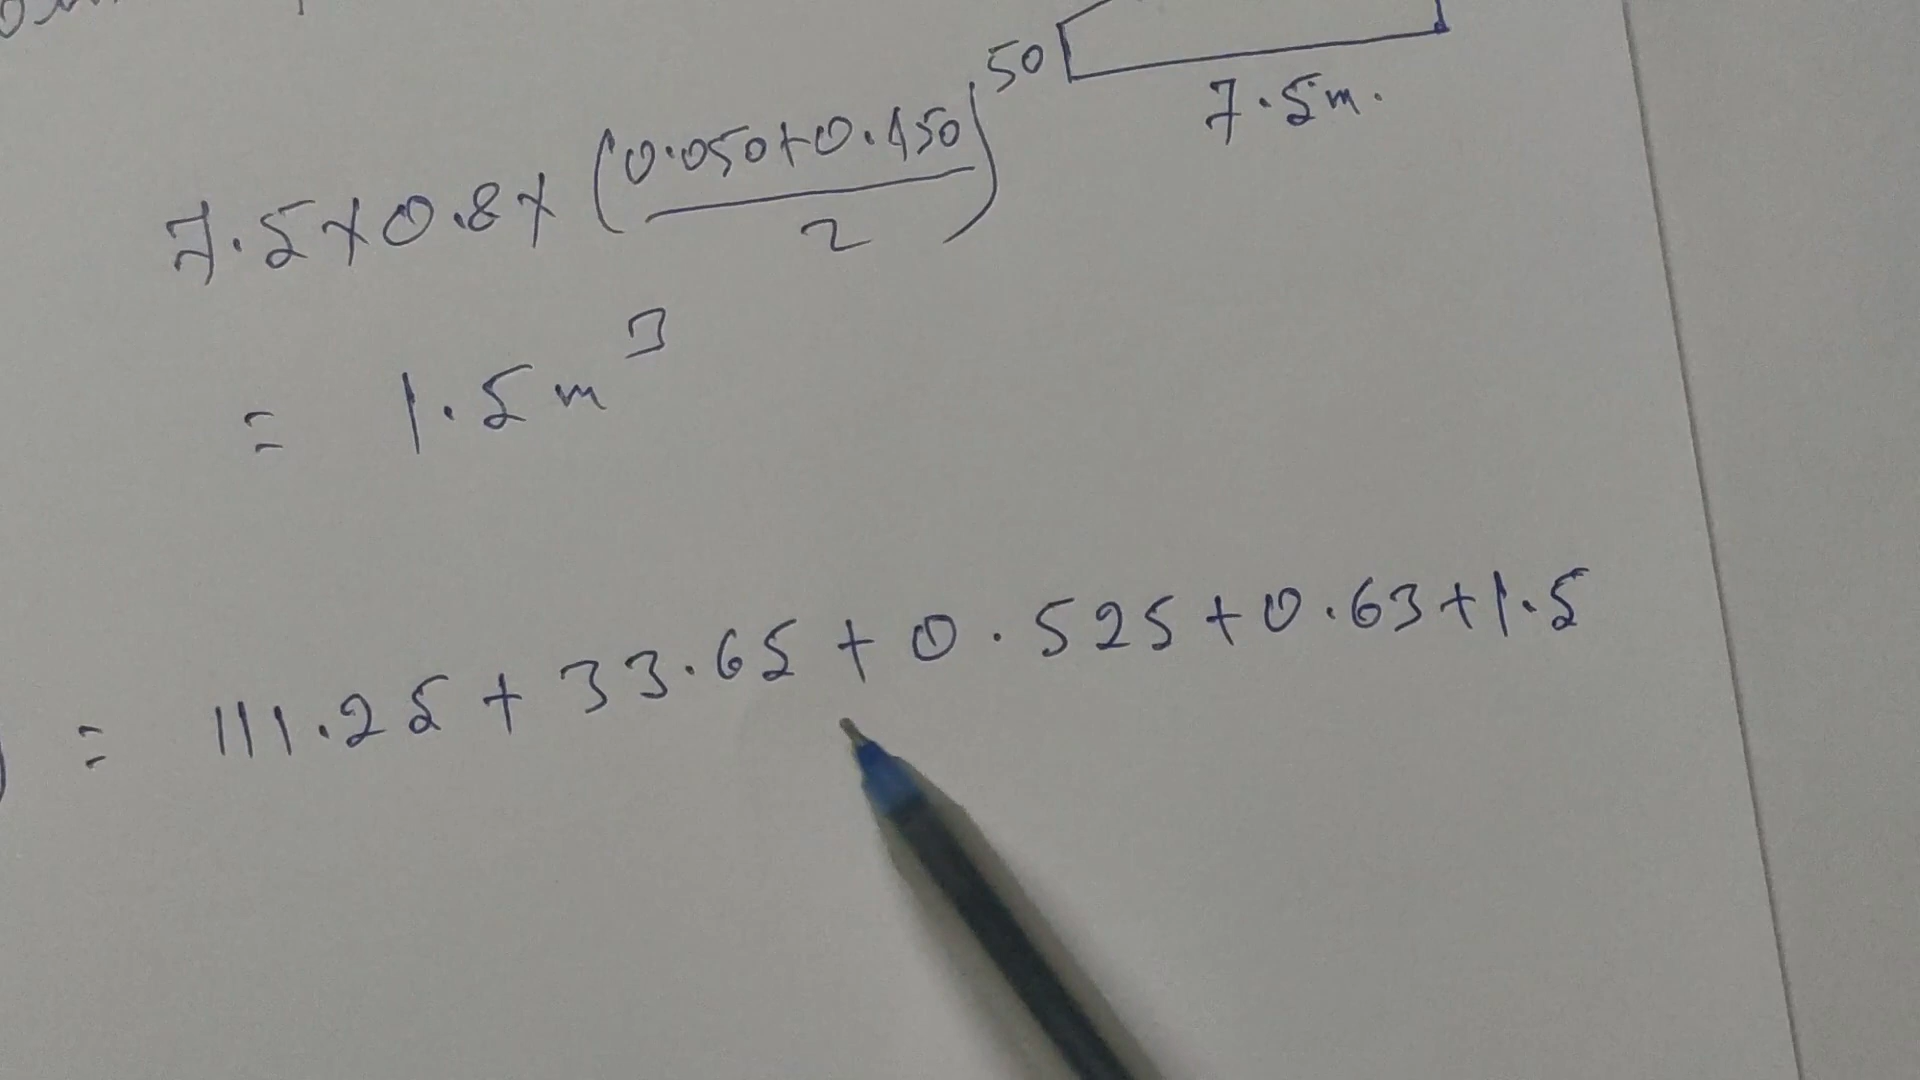 50
7.5m.
7.5×0.8×(0.050+0.450/2)
= 1.5m³
= 111.25+33.65+0.525+0.63+1.5